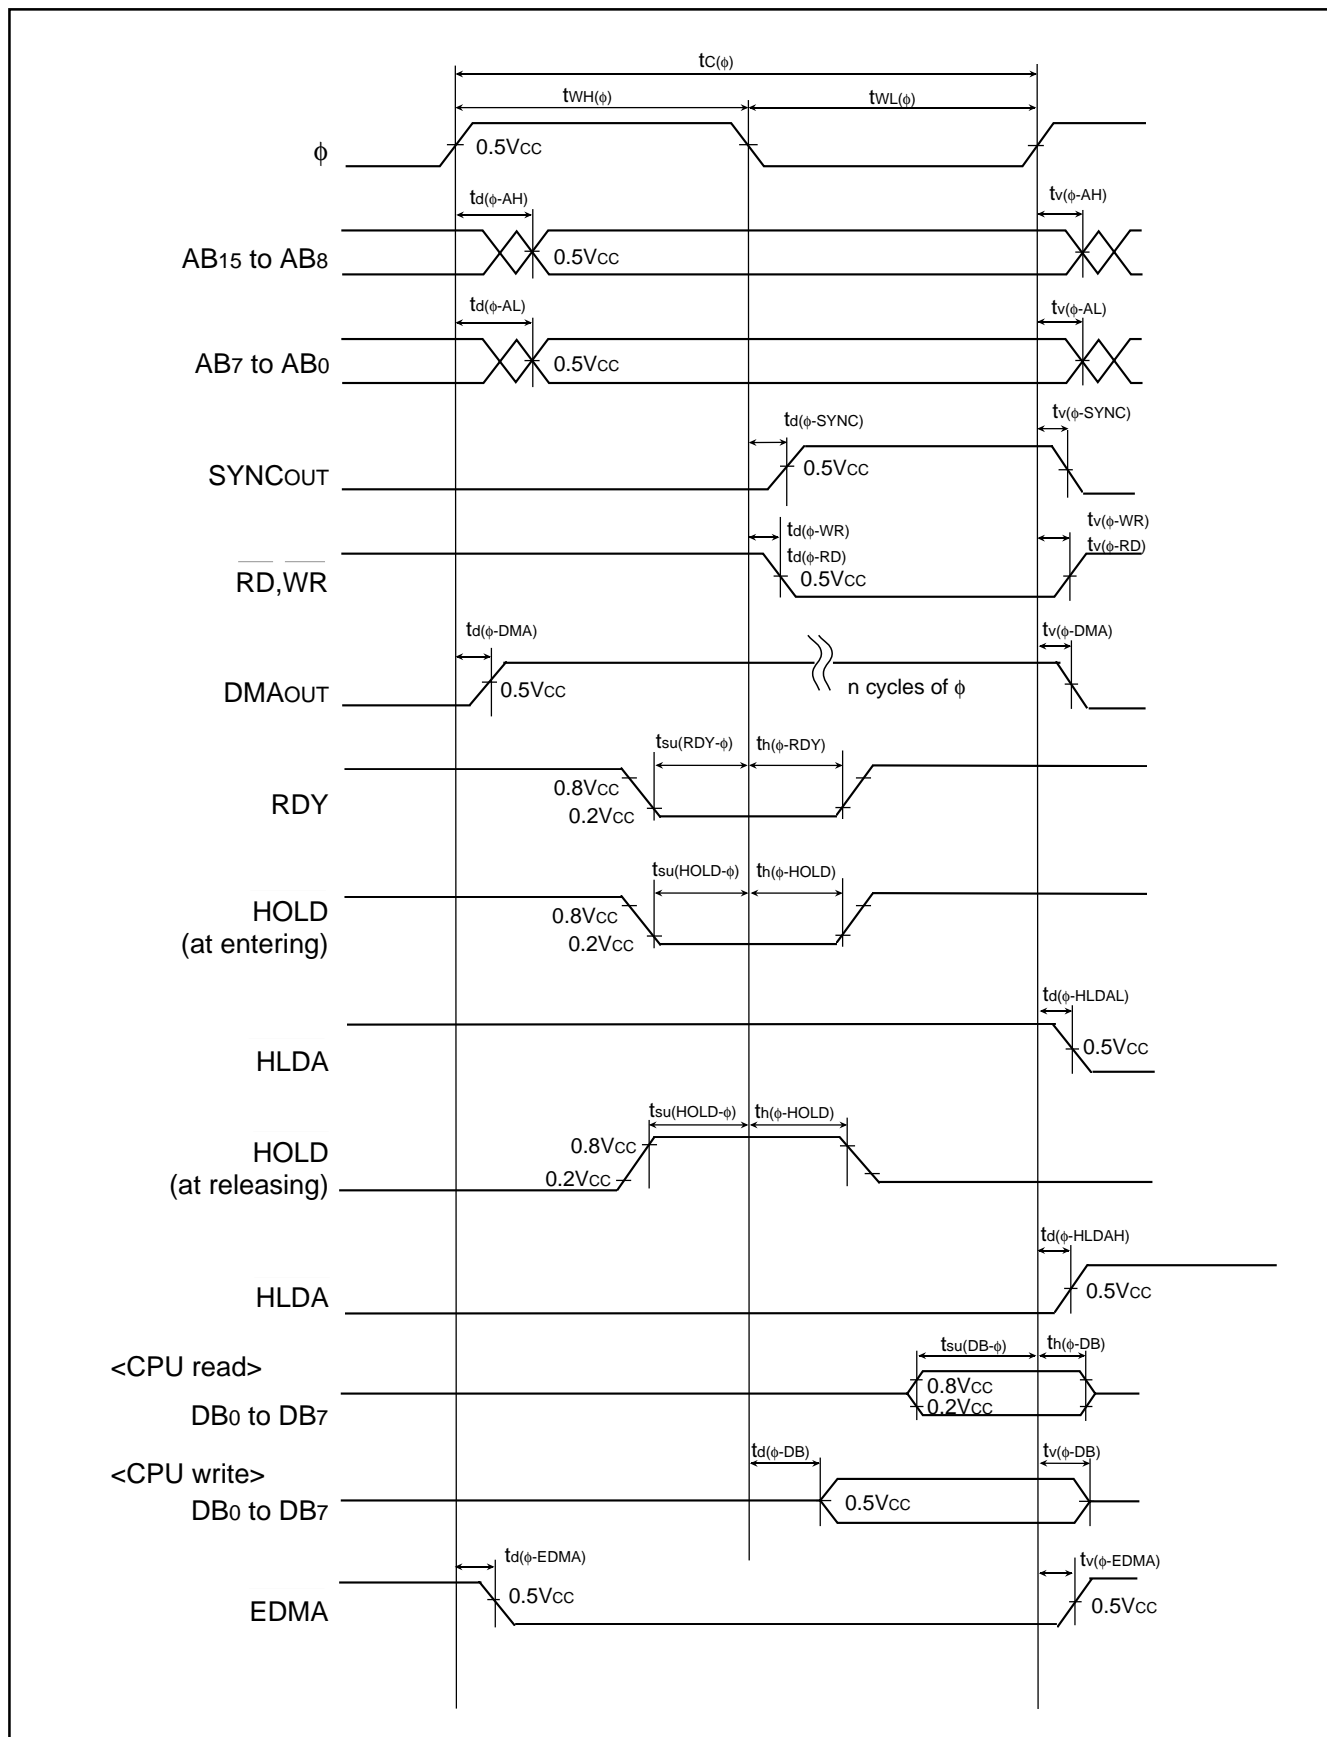 tC(ϕ)
tWH(ϕ) tWL(ϕ)
ϕ 0.5VCC
td(ϕ-AH) tv(ϕ-AH)
AB15 to AB8 0.5VCC
td(ϕ-AL) tv(ϕ-AL)
AB7 to AB0 0.5VCC
td(ϕ-SYNC) tv(ϕ-SYNC)
SYNCOUT 0.5VCC
td(ϕ-WR) tv(ϕ-WR)
td(ϕ-RD) tv(ϕ-RD)
RD,WR 0.5VCC
td(ϕ-DMA) tv(ϕ-DMA)
DMAOUT 0.5VCC n cycles of ϕ
tsu(RDY-ϕ) th(ϕ-RDY)
0.8VCC
RDY 0.2VCC
tsu(HOLD-ϕ) th(ϕ-HOLD)
HOLD 0.8VCC
(at entering) 0.2VCC
td(ϕ-HLDAL)
HLDA 0.5VCC
tsu(HOLD-ϕ) th(ϕ-HOLD)
HOLD 0.8VCC
(at releasing) 0.2VCC
td(ϕ-HLDAH)
HLDA 0.5VCC
tsu(DB-ϕ) th(ϕ-DB)
<CPU read>
0.8VCC
DB0 to DB7 0.2VCC
td(ϕ-DB) tv(ϕ-DB)
<CPU write>
DB0 to DB7 0.5VCC
td(ϕ-EDMA) tv(ϕ-EDMA)
EDMA 0.5VCC 0.5VCC